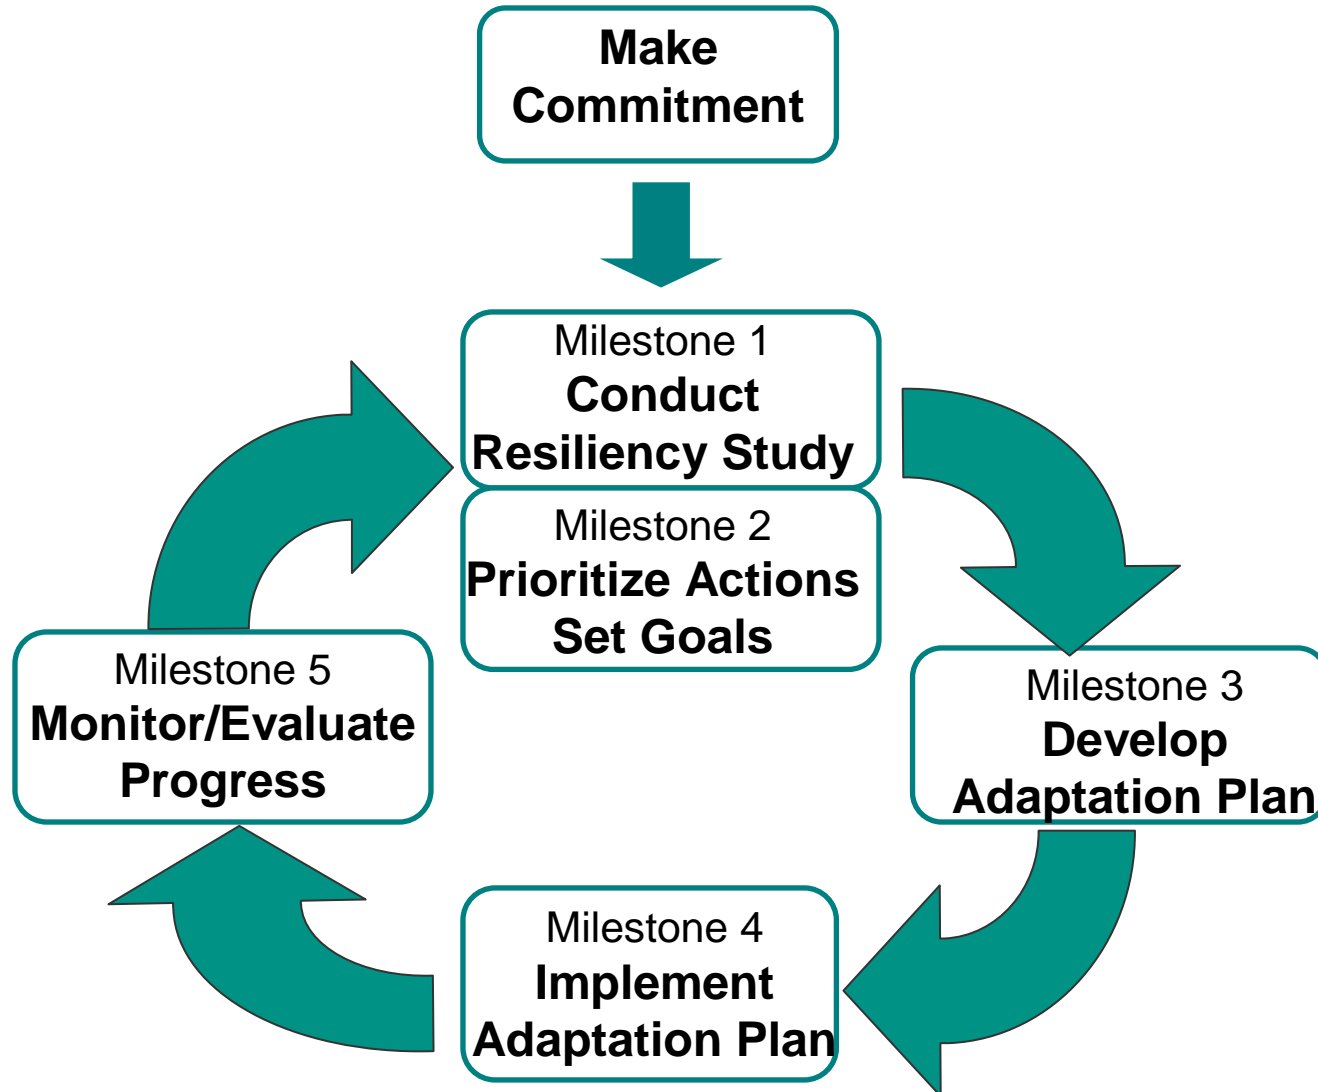 Make
Commitment
Milestone 1
Conduct
Resiliency Study
Milestone 2
Prioritize Actions
Set Goals
Milestone 3
Develop
Adaptation Plan
Milestone 4
Implement
Adaptation Plan
Milestone 5
Monitor/Evaluate
Progress